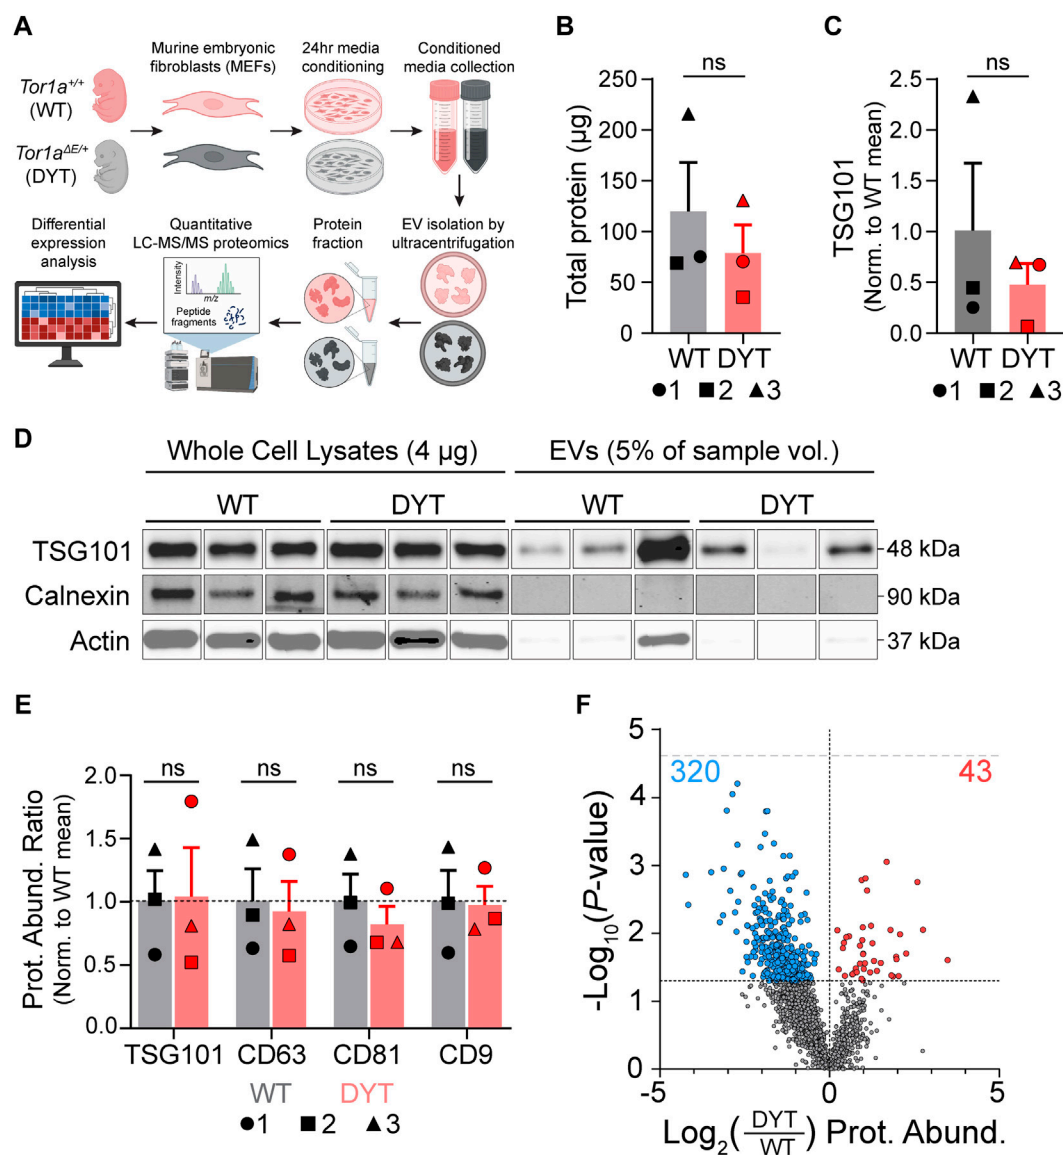 A
Tor1a+/+
(WT)
Tor1aΔE/+
(DYT)
Murine embryonic
fibroblasts (MEFs)
24hr media
conditioning
Conditioned
media collection
Differential
expression
analysis
Quantitative
LC-MS/MS proteomics
Intensity
m/z
Peptide
fragments
Protein
fraction
EV isolation by
ultracentrifugation
B
ns
Total protein (µg)
250
200
150
100
50
0
WT
DYT
1 2 3
C
ns
TSG101
(Norm. to WT mean)
2.5
2.0
1.5
1.0
0.5
0.0
WT
DYT
1 2 3
D
Whole Cell Lysates (4 µg)
EVs (5% of sample vol.)
WT
DYT
WT
DYT
TSG101
48 kDa
Calnexin
90 kDa
Actin
37 kDa
E
ns
ns
ns
ns
Prot. Abund. Ratio
(Norm. to WT mean)
2.0
1.5
1.0
0.5
0.0
TSG101
CD63
CD81
CD9
WT
DYT
1 2 3
F
-Log10(P-value)
5
4
3
2
1
0
320
43
-5
0
5
Log2(DYT/WT) Prot. Abund.